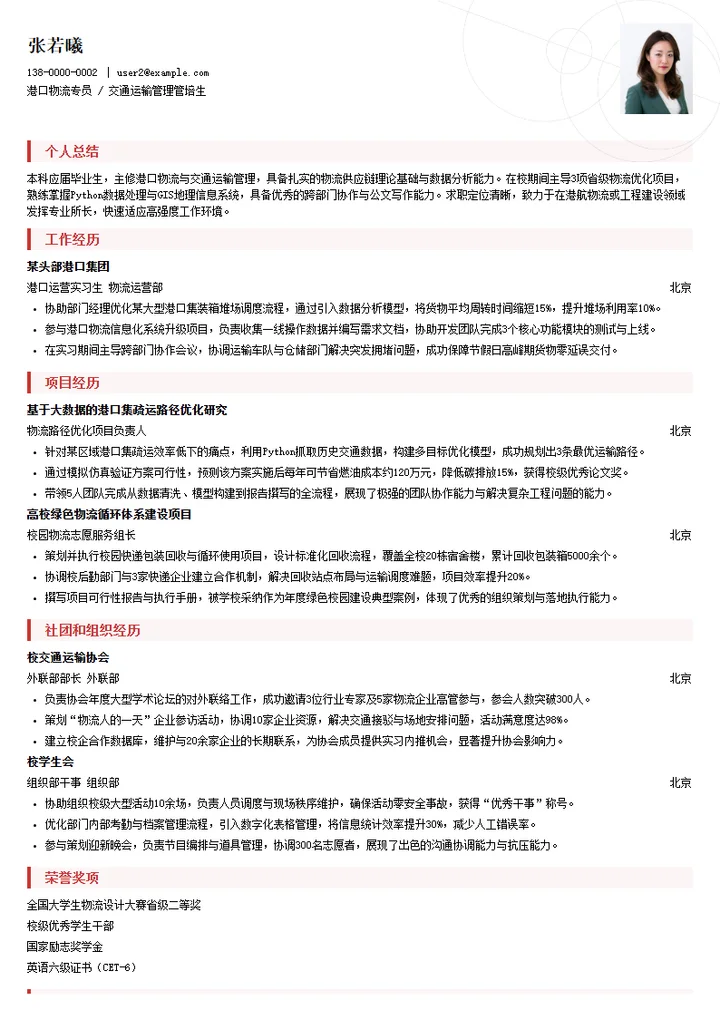 张若曦
138-0000-0002 | user2@example.com
港口物流专员 / 交通运输管理管培生
个人总结
本科应届毕业生，主修港口物流与交通运输管理，具备扎实的物流供应链理论基础与数据分析能力。在校期间主导3项省级物流优化项目，
熟练掌握Python数据处理与GIS地理信息系统，具备优秀的跨部门协作与公文写作能力。求职定位清晰，致力于在港航物流或工程建设领域
发挥专业所长，快速适应高强度工作环境。
工作经历
某头部港口集团
港口运营实习生 物流运营部 北京
• 协助部门经理优化某大型港口集装箱堆场调度流程，通过引入数据分析模型，将货物平均周转时间缩短15%，提升堆场利用率10%。
• 参与港口物流信息化系统升级项目，负责收集一线操作数据并编写需求文档，协助开发团队完成3个核心功能模块的测试与上线。
• 在实习期间主导跨部门协作会议，协调运输车队与仓储部门解决突发拥堵问题，成功保障节假日高峰期货物零延误交付。
项目经历
基于大数据的港口集疏运路径优化研究
物流路径优化项目负责人 北京
• 针对某区域港口集疏运效率低下的痛点，利用Python抓取历史交通数据，构建多目标优化模型，成功规划出3条最优运输路径。
• 通过模拟仿真验证方案可行性，预测该方案实施后每年可节省燃油成本约120万元，降低碳排放15%，获得校级优秀论文奖。
• 带领5人团队完成从数据清洗、模型构建到报告撰写的全流程，展现了极强的团队协作能力与解决复杂工程问题的能力。
高校绿色物流循环体系建设项目
校园物流志愿服务组长 北京
• 策划并执行校园快递包装回收与循环使用项目，设计标准化回收流程，覆盖全校20栋宿舍楼，累计回收包装箱5000余个。
• 协调校后勤部门与3家快递企业建立合作机制，解决回收站点布局与运输调度难题，项目效率提升20%。
• 撰写项目可行性报告与执行手册，被学校采纳作为年度绿色校园建设典型案例，体现了优秀的组织策划与落地执行能力。
社团和组织经历
校交通运输协会
外联部部长 外联部 北京
• 负责协会年度大型学术论坛的对外联络工作，成功邀请3位行业专家及5家物流企业高管参与，参会人数突破300人。
• 策划“物流人的一天”企业参访活动，协调10家企业资源，解决交通接驳与场地安排问题，活动满意度达98%。
• 建立校企合作数据库，维护与20余家企业的长期联系，为协会成员提供实习内推机会，显著提升协会影响力。
校学生会
组织部干事 组织部 北京
• 协助组织校级大型活动10余场，负责人员调度与现场秩序维护，确保活动零安全事故，获得“优秀干事”称号。
• 优化部门内部考勤与档案管理流程，引入数字化表格管理，将信息统计效率提升30%，减少人工错误率。
• 参与策划迎新晚会，负责节目编排与道具管理，协调300名志愿者，展现了出色的沟通协调能力与抗压能力。
荣誉奖项
全国大学生物流设计大赛省级二等奖
校级优秀学生干部
国家励志奖学金
英语六级证书（CET-6）